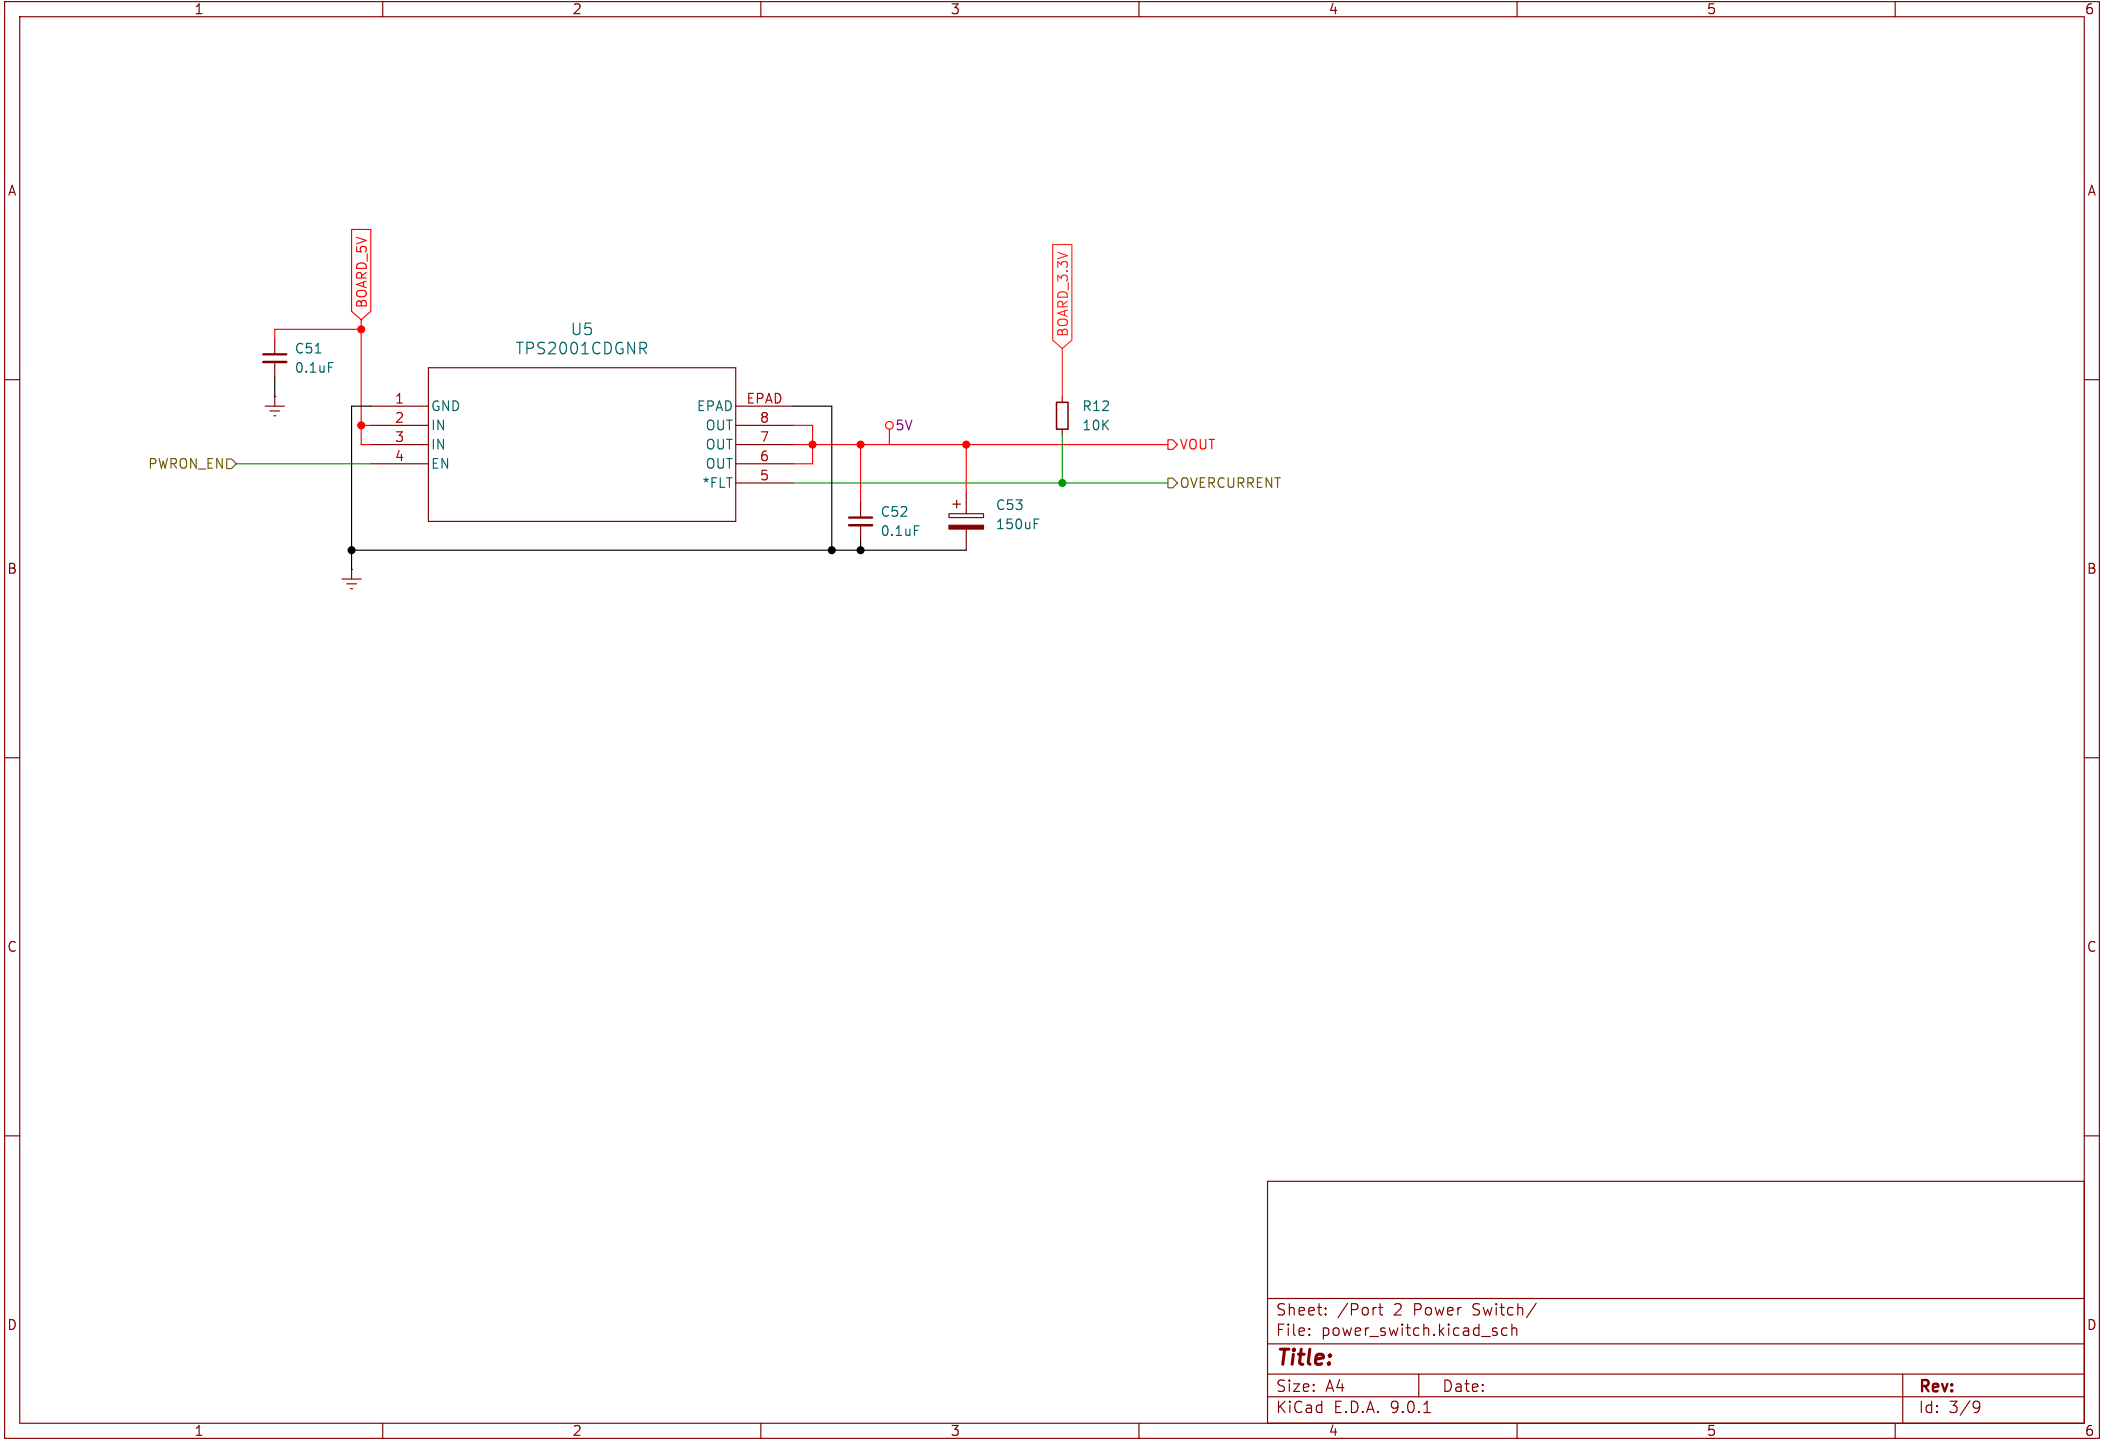 1 2 3 4 5 6
A A
BOARD_5V
BOARD_3.3V
U5
TPS2001CDGNR
C51
0.1uF
1 GND
2 IN
3 IN
4 EN
EPAD EPAD
OUT 8
OUT 7
OUT 6
*FLT 5
5V
R12
10K
VOUT
PWRON_EN
OVERCURRENT
C52
0.1uF
+
C53
150uF
B B
C C
D D
Sheet: /Port 2 Power Switch/
File: power_switch.kicad_sch
Title:
Size: A4 Date: Rev:
KiCad E.D.A. 9.0.1 Id: 3/9
1 2 3 4 5 6